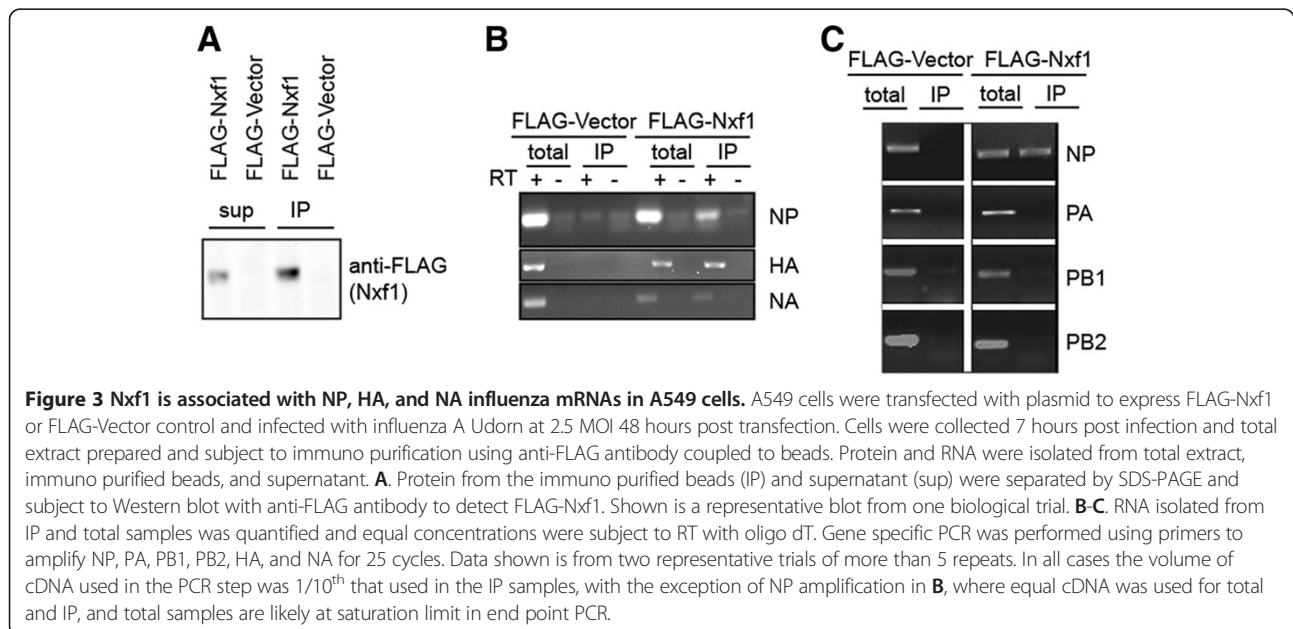 A
FLAG-Nxf1
FLAG-Vector
FLAG-Nxf1
FLAG-Vector
sup IP
anti-FLAG
(Nxf1)
B
FLAG-Vector FLAG-Nxf1
total IP total IP
RT + - + - + - + -
NP
HA
NA
C
FLAG-Vector FLAG-Nxf1
total IP total IP
NP
PA
PB1
PB2
Figure 3 Nxf1 is associated with NP, HA, and NA influenza mRNAs in A549 cells. A549 cells were transfected with plasmid to express FLAG-Nxf1
or FLAG-Vector control and infected with influenza A Udorn at 2.5 MOI 48 hours post transfection. Cells were collected 7 hours post infection and total
extract prepared and subject to immuno purification using anti-FLAG antibody coupled to beads. Protein and RNA were isolated from total extract,
immuno purified beads, and supernatant. A. Protein from the immuno purified beads (IP) and supernatant (sup) were separated by SDS-PAGE and
subject to Western blot with anti-FLAG antibody to detect FLAG-Nxf1. Shown is a representative blot from one biological trial. B-C. RNA isolated from
IP and total samples was quantified and equal concentrations were subject to RT with oligo dT. Gene specific PCR was performed using primers to
amplify NP, PA, PB1, PB2, HA, and NA for 25 cycles. Data shown is from two representative trials of more than 5 repeats. In all cases the volume of
cDNA used in the PCR step was 1/10th that used in the IP samples, with the exception of NP amplification in B, where equal cDNA was used for total
and IP, and total samples are likely at saturation limit in end point PCR.